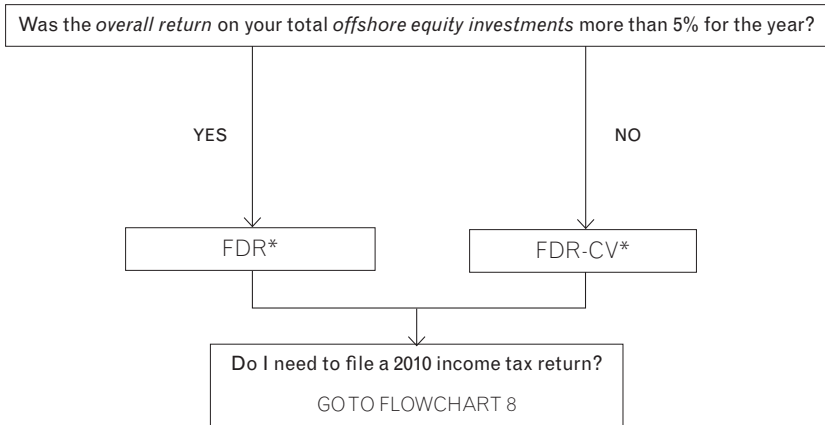 Was the overall return on your total offshore equity investments more than 5% for the year?
YES
NO
FDR*
FDR-CV*
Do I need to file a 2010 income tax return?
GO TO FLOWCHART 8